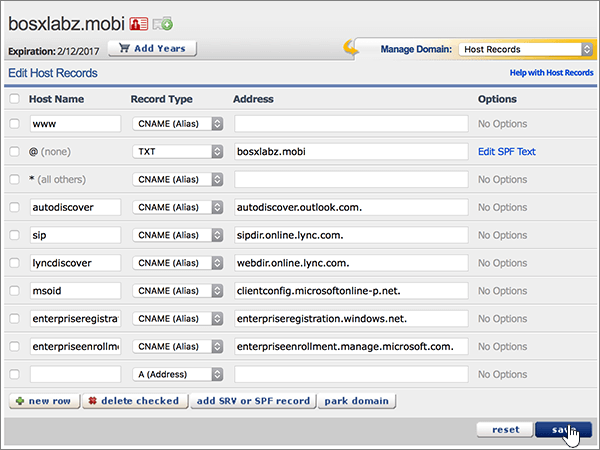 bosxlabz.mobi
Expiration: 2/12/2017 Add Years Manage Domain: Host Records
Edit Host Records Help with Host Records
Host Name Record Type Address Options
www CNAME (Alias) No Options
@ (none) TXT bosxlabz.mobi Edit SPF Text
* (all others) CNAME (Alias) No Options
autodiscover CNAME (Alias) autodiscover.outlook.com. No Options
sip CNAME (Alias) sipdir.online.lync.com. No Options
lyncdiscover CNAME (Alias) webdir.online.lync.com. No Options
msoid CNAME (Alias) clientconfig.microsoftonline-p.net. No Options
enterpriseregistra CNAME (Alias) enterpriseregistration.windows.net. No Options
enterpriseenrollm CNAME (Alias) enterpriseenrollment.manage.microsoft.com. No Options
A (Address) No Options
new row delete checked add SRV or SPF record park domain
reset save